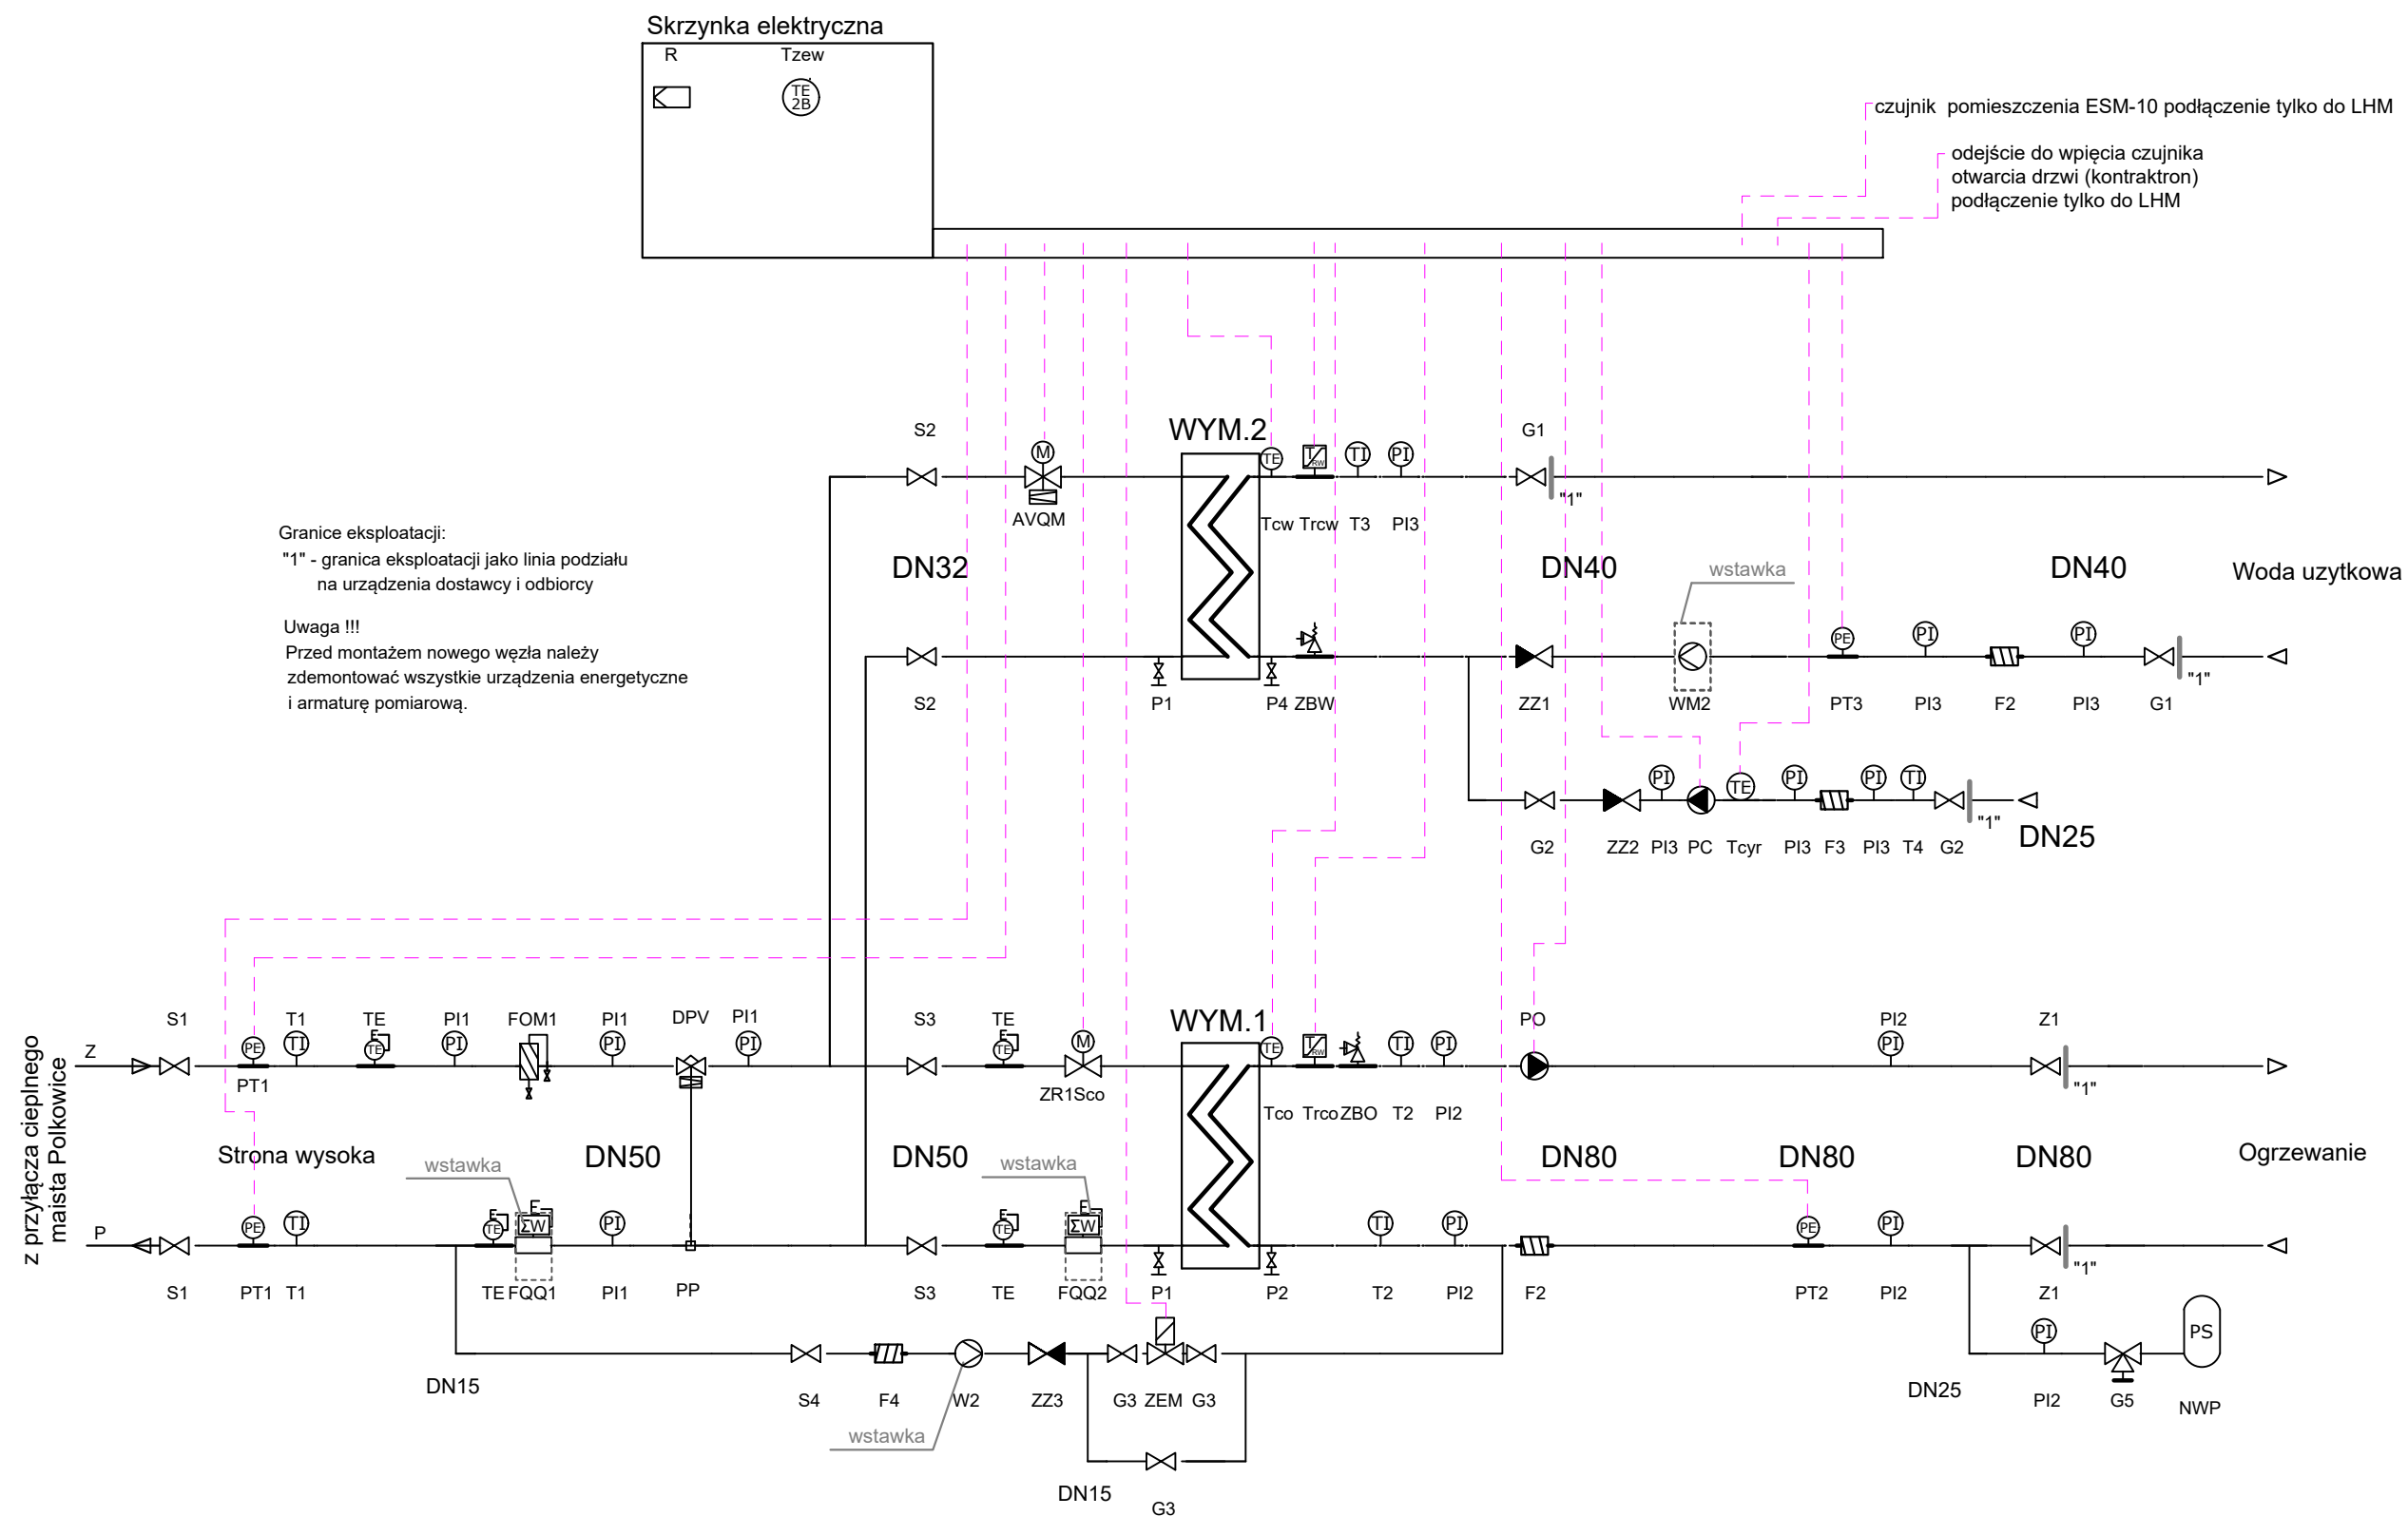 Skrzynka elektryczna
R
Tzew
TE
2B
czujnik pomieszczenia ESM-10 podłączenie tylko do LHM
odejście do wpięcia czujnika
otwarcia drzwi (kontraktron)
podłączenie tylko do LHM
S2
WYM.2
G1
M
TE
T
RW
TI
PI
"1"
AVQM
Tcw
Trcw
T3
PI3
Granice eksploatacji:
"1" - granica eksploatacji jako linia podziału
na urządzenia dostawcy i odbiorcy
DN32
DN40
wstawka
DN40
Woda uzytkowa
Uwaga !!!
Przed montażem nowego węzła należy
zdemontować wszystkie urządzenia energetyczne
i armaturę pomiarową.
PE
PI
PI
"1"
S2
P1
P4
ZBW
ZZ1
WM2
PT3
PI3
F2
PI3
G1
PI
TE
PI
PI
TI
"1"
DN25
G2
ZZ2
PI3
PC
Tcyr
PI3
F3
PI3
T4
G2
z przyłącza cieplnego
maista Polkowice
S1
T1
TE
PI1
FOM1
PI1
DPV
PI1
S3
TE
WYM.1
PO
PI2
Z1
Z
PE
TI
TE
PI
PI
PI
TE
M
TE
T
RW
TI
PI
PI
"1"
PT1
ZR1Sco
Tco
Trco
ZBO
T2
PI2
Strona wysoka
wstawka
DN50
DN50
wstawka
DN80
DN80
DN80
Ogrzewanie
P
PE
TI
TE
ΣW
PI
TE
ΣW
TI
PI
PE
PI
"1"
S1
PT1
T1
TE
FQQ1
PI1
PP
S3
TE
FQQ2
P1
P2
T2
PI2
F2
PT2
PI2
Z1
PI
PS
DN15
S4
F4
W2
ZZ3
G3
ZEM
G3
DN25
PI2
G5
NWP
wstawka
DN15
G3